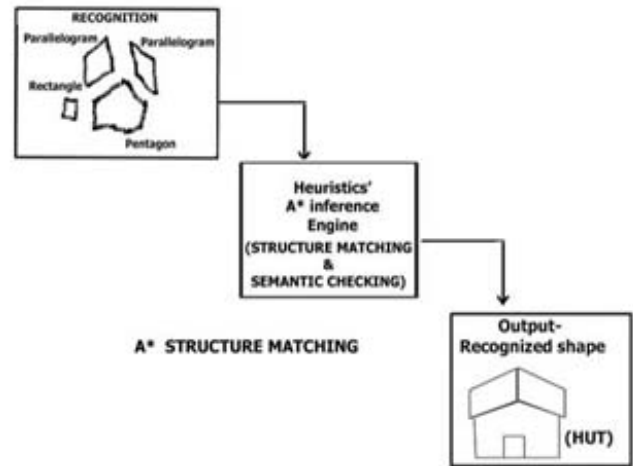 RECOGNITION
Parallelogram
Parallelogram
Rectangle
Pentagon
Heuristics'
A* inference
Engine
(STRUCTURE MATCHING
&
SEMANTIC CHECKING)
A* STRUCTURE MATCHING
Output-
Recognized shape
(HUT)